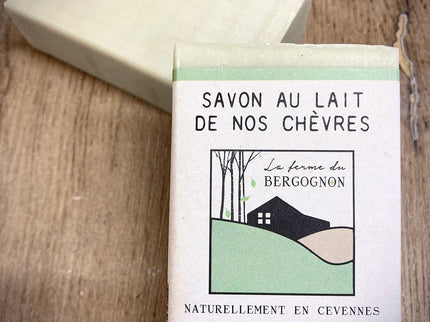 SAVON AU LAIT
DE NOS CHÈVRES
La ferme du
BERGOGNON
NATURELLEMENT EN CEVENNES